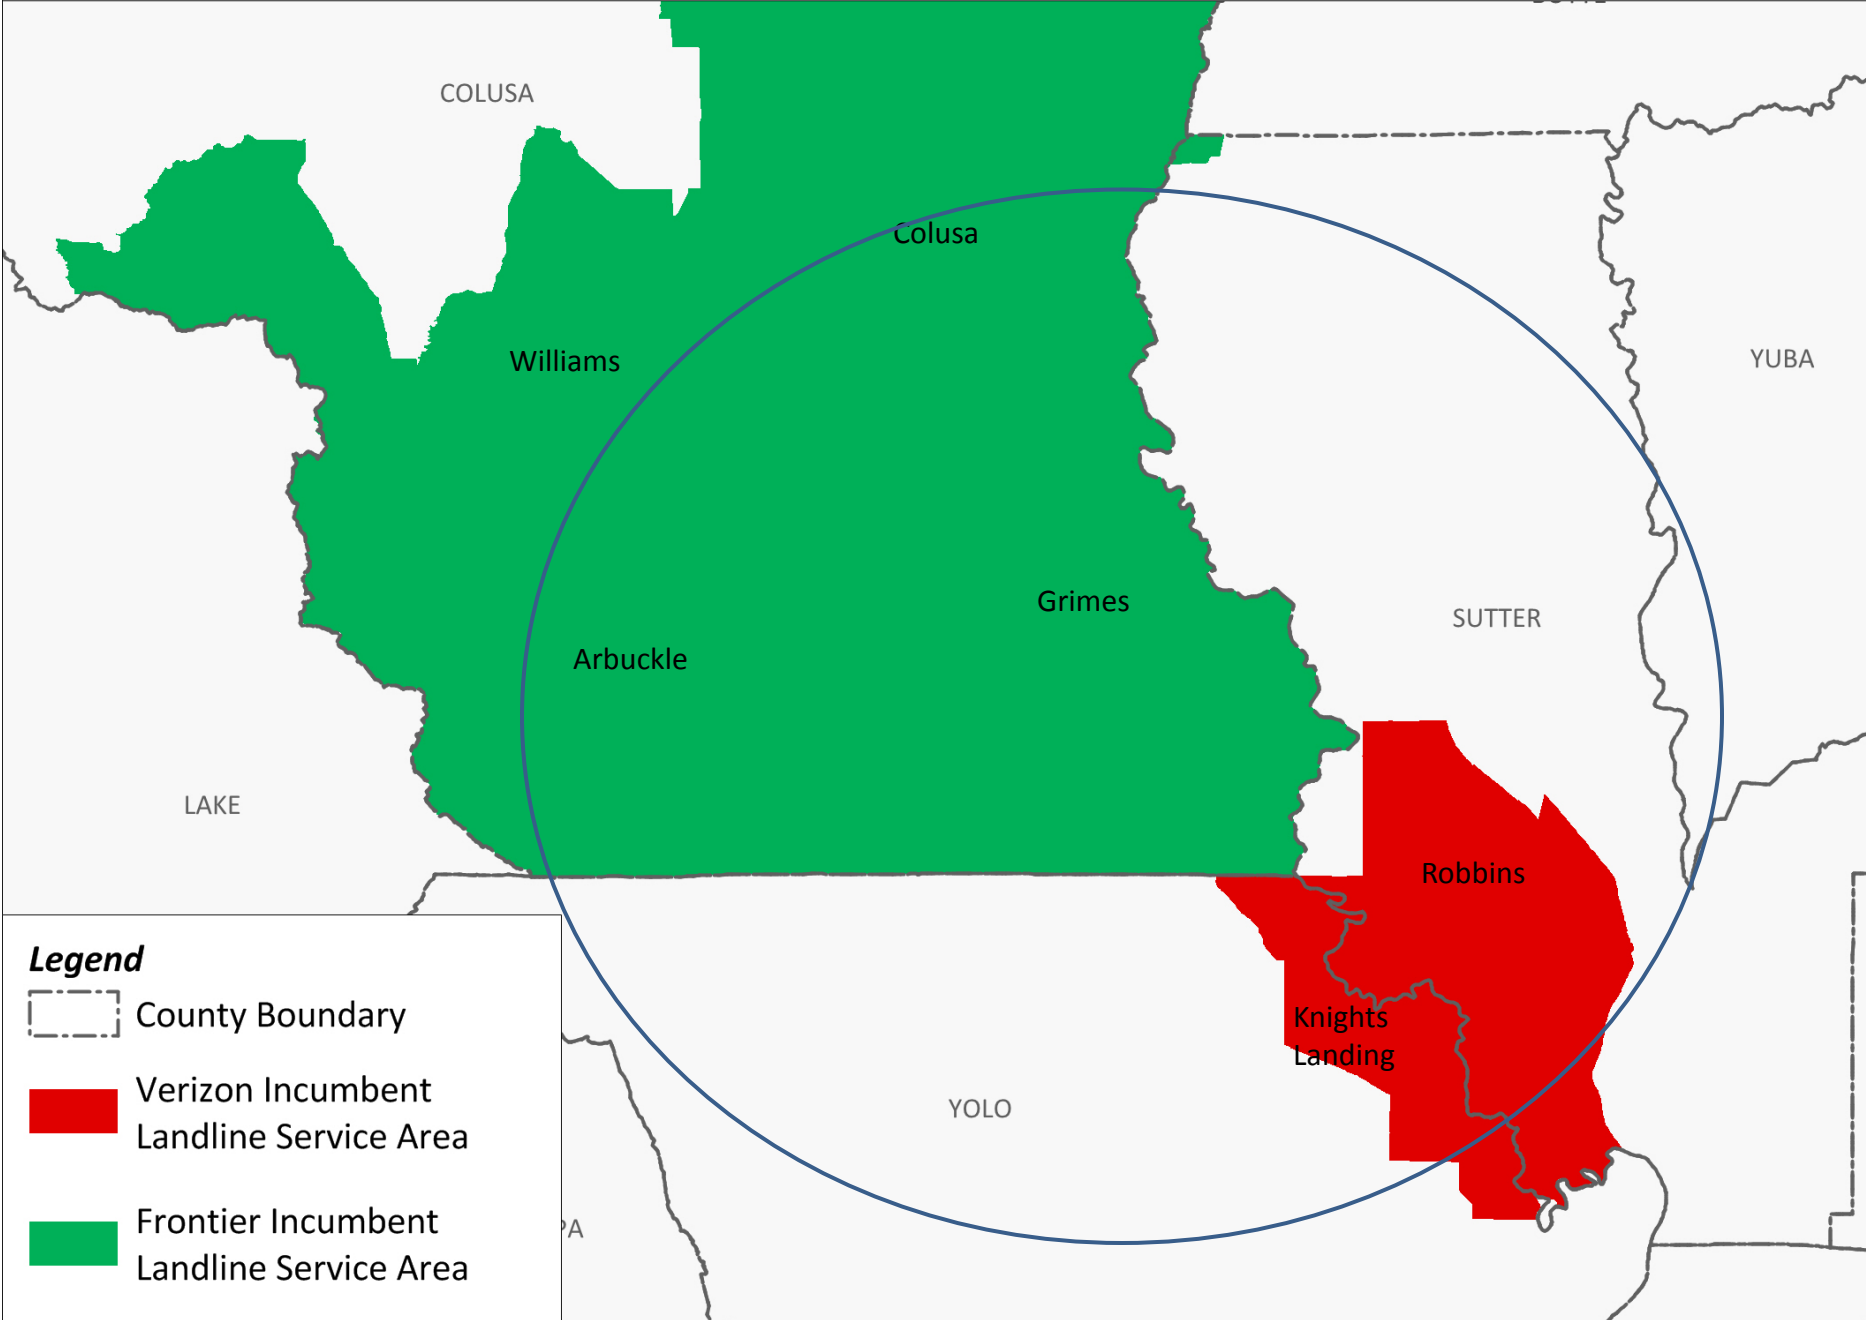 COLUSA
Colusa
Williams
YUBA
Grimes
SUTTER
Arbuckle
LAKE
Robbins
Knights
Landing
YOLO
PA
Legend
County Boundary
Verizon Incumbent
Landline Service Area
Frontier Incumbent
Landline Service Area